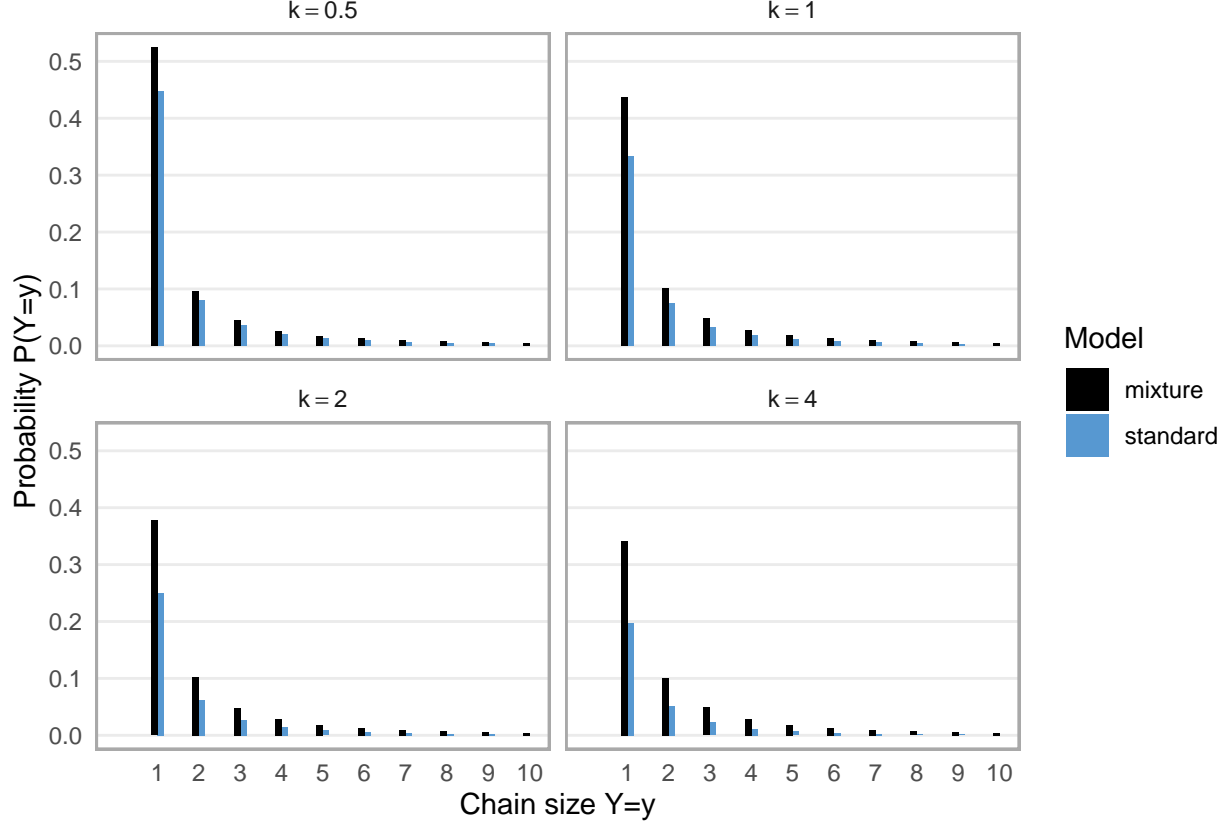 k = 0.5
k = 1
0.5
0.4
0.3
0.2
0.1
0.0
k = 2
k = 4
0.5
0.4
0.3
0.2
0.1
0.0
1 2 3 4 5 6 7 8 9 10
1 2 3 4 5 6 7 8 9 10
Chain size Y=y
Probability P(Y=y)
Model
mixture
standard